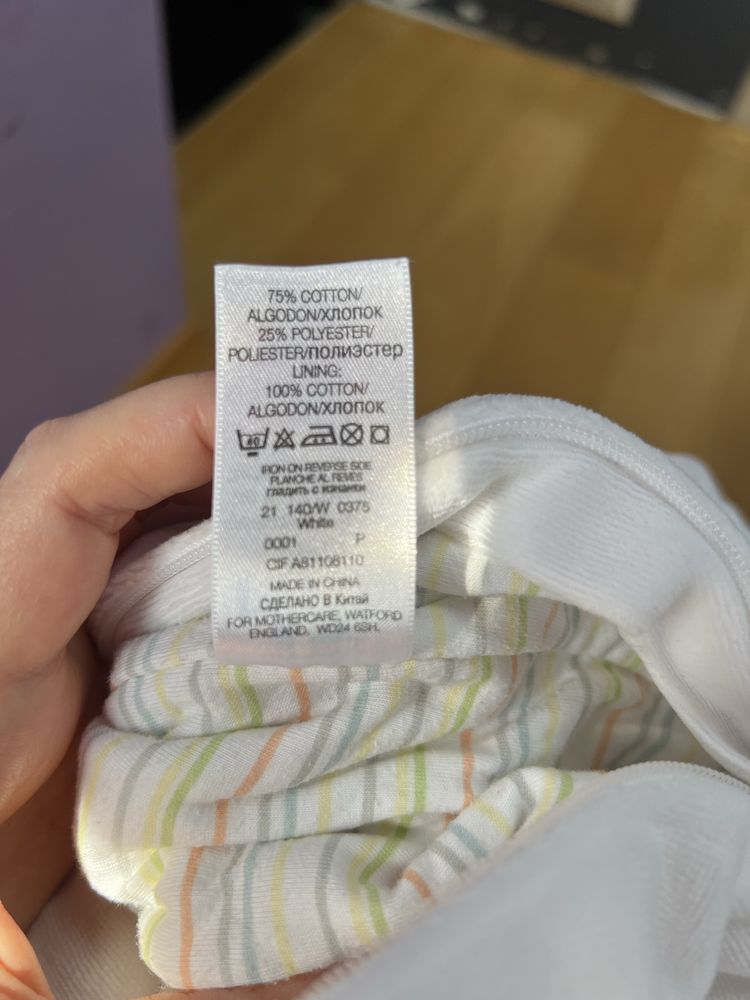 75% COTTON/
ALGODON/ХЛОПОК
25% POLYESTER/
POLIESTER/ПОЛИЭСТЕР
LINING:
100% COTTON/
ALGODON/ХЛОПОК
40
IRON ON REVERSE SIDE
PLANCHE AL REVES
гладить с изнанки
21 140/W 0375
White
0001 P
CIF A81108110
MADE IN CHINA
СДЕЛАНО В Китай
FOR MOTHERCARE, WATFORD
ENGLAND, WD24 6SH.